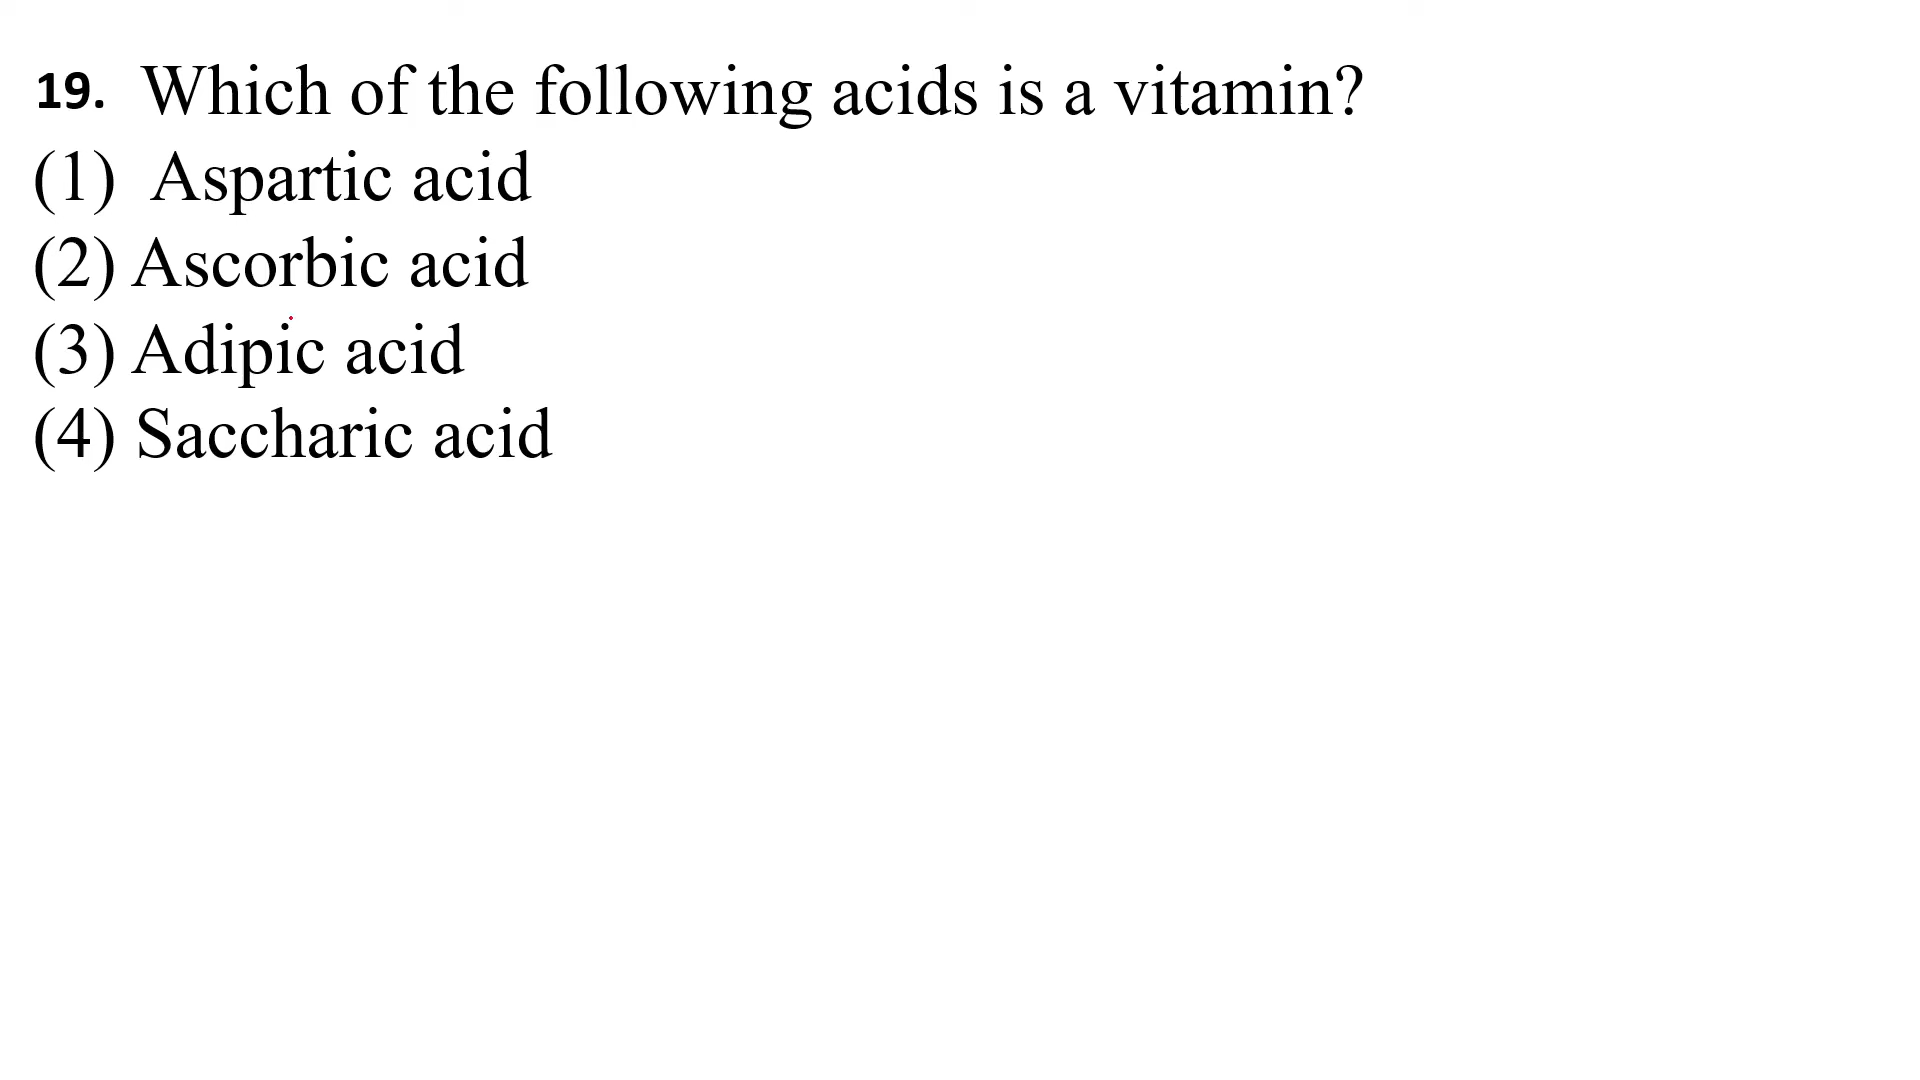 19. Which of the following acids is a vitamin?
(1) Aspartic acid
(2) Ascorbic acid
(3) Adipic acid
(4) Saccharic acid